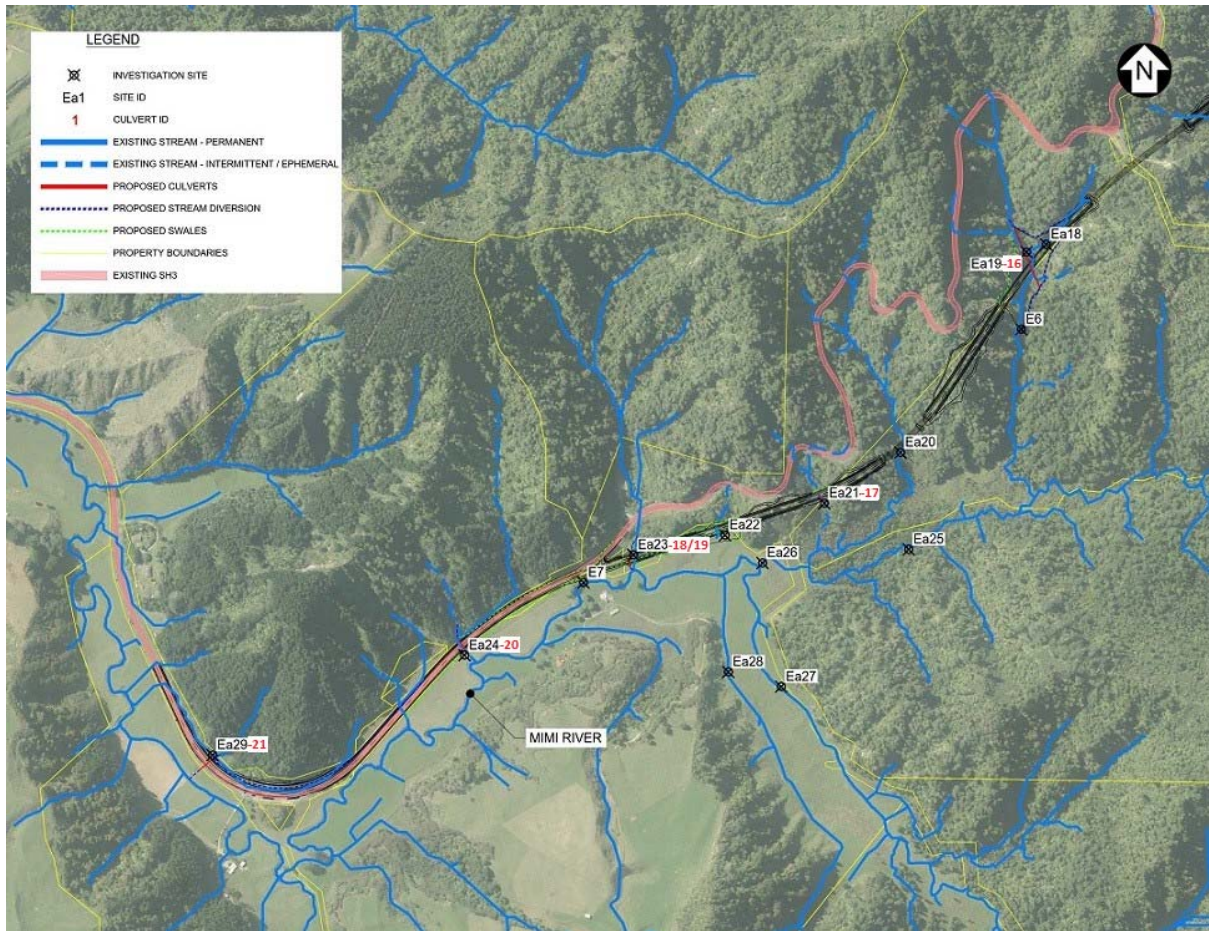 LEGEND
INVESTIGATION SITE
Ea1 SITE ID
1 CULVERT ID
EXISTING STREAM - PERMANENT
EXISTING STREAM - INTERMITTENT / EPHEMERAL
PROPOSED CULVERTS
PROPOSED STREAM DIVERSION
PROPOSED SWALES
PROPERTY BOUNDARIES
EXISTING SH3
N
Ea18
Ea19-16
E6
Ea20
Ea21-17
Ea22
Ea23-18/19
Ea25
Ea26
E7
Ea24-20
Ea28
Ea27
MIMI RIVER
Ea29-21